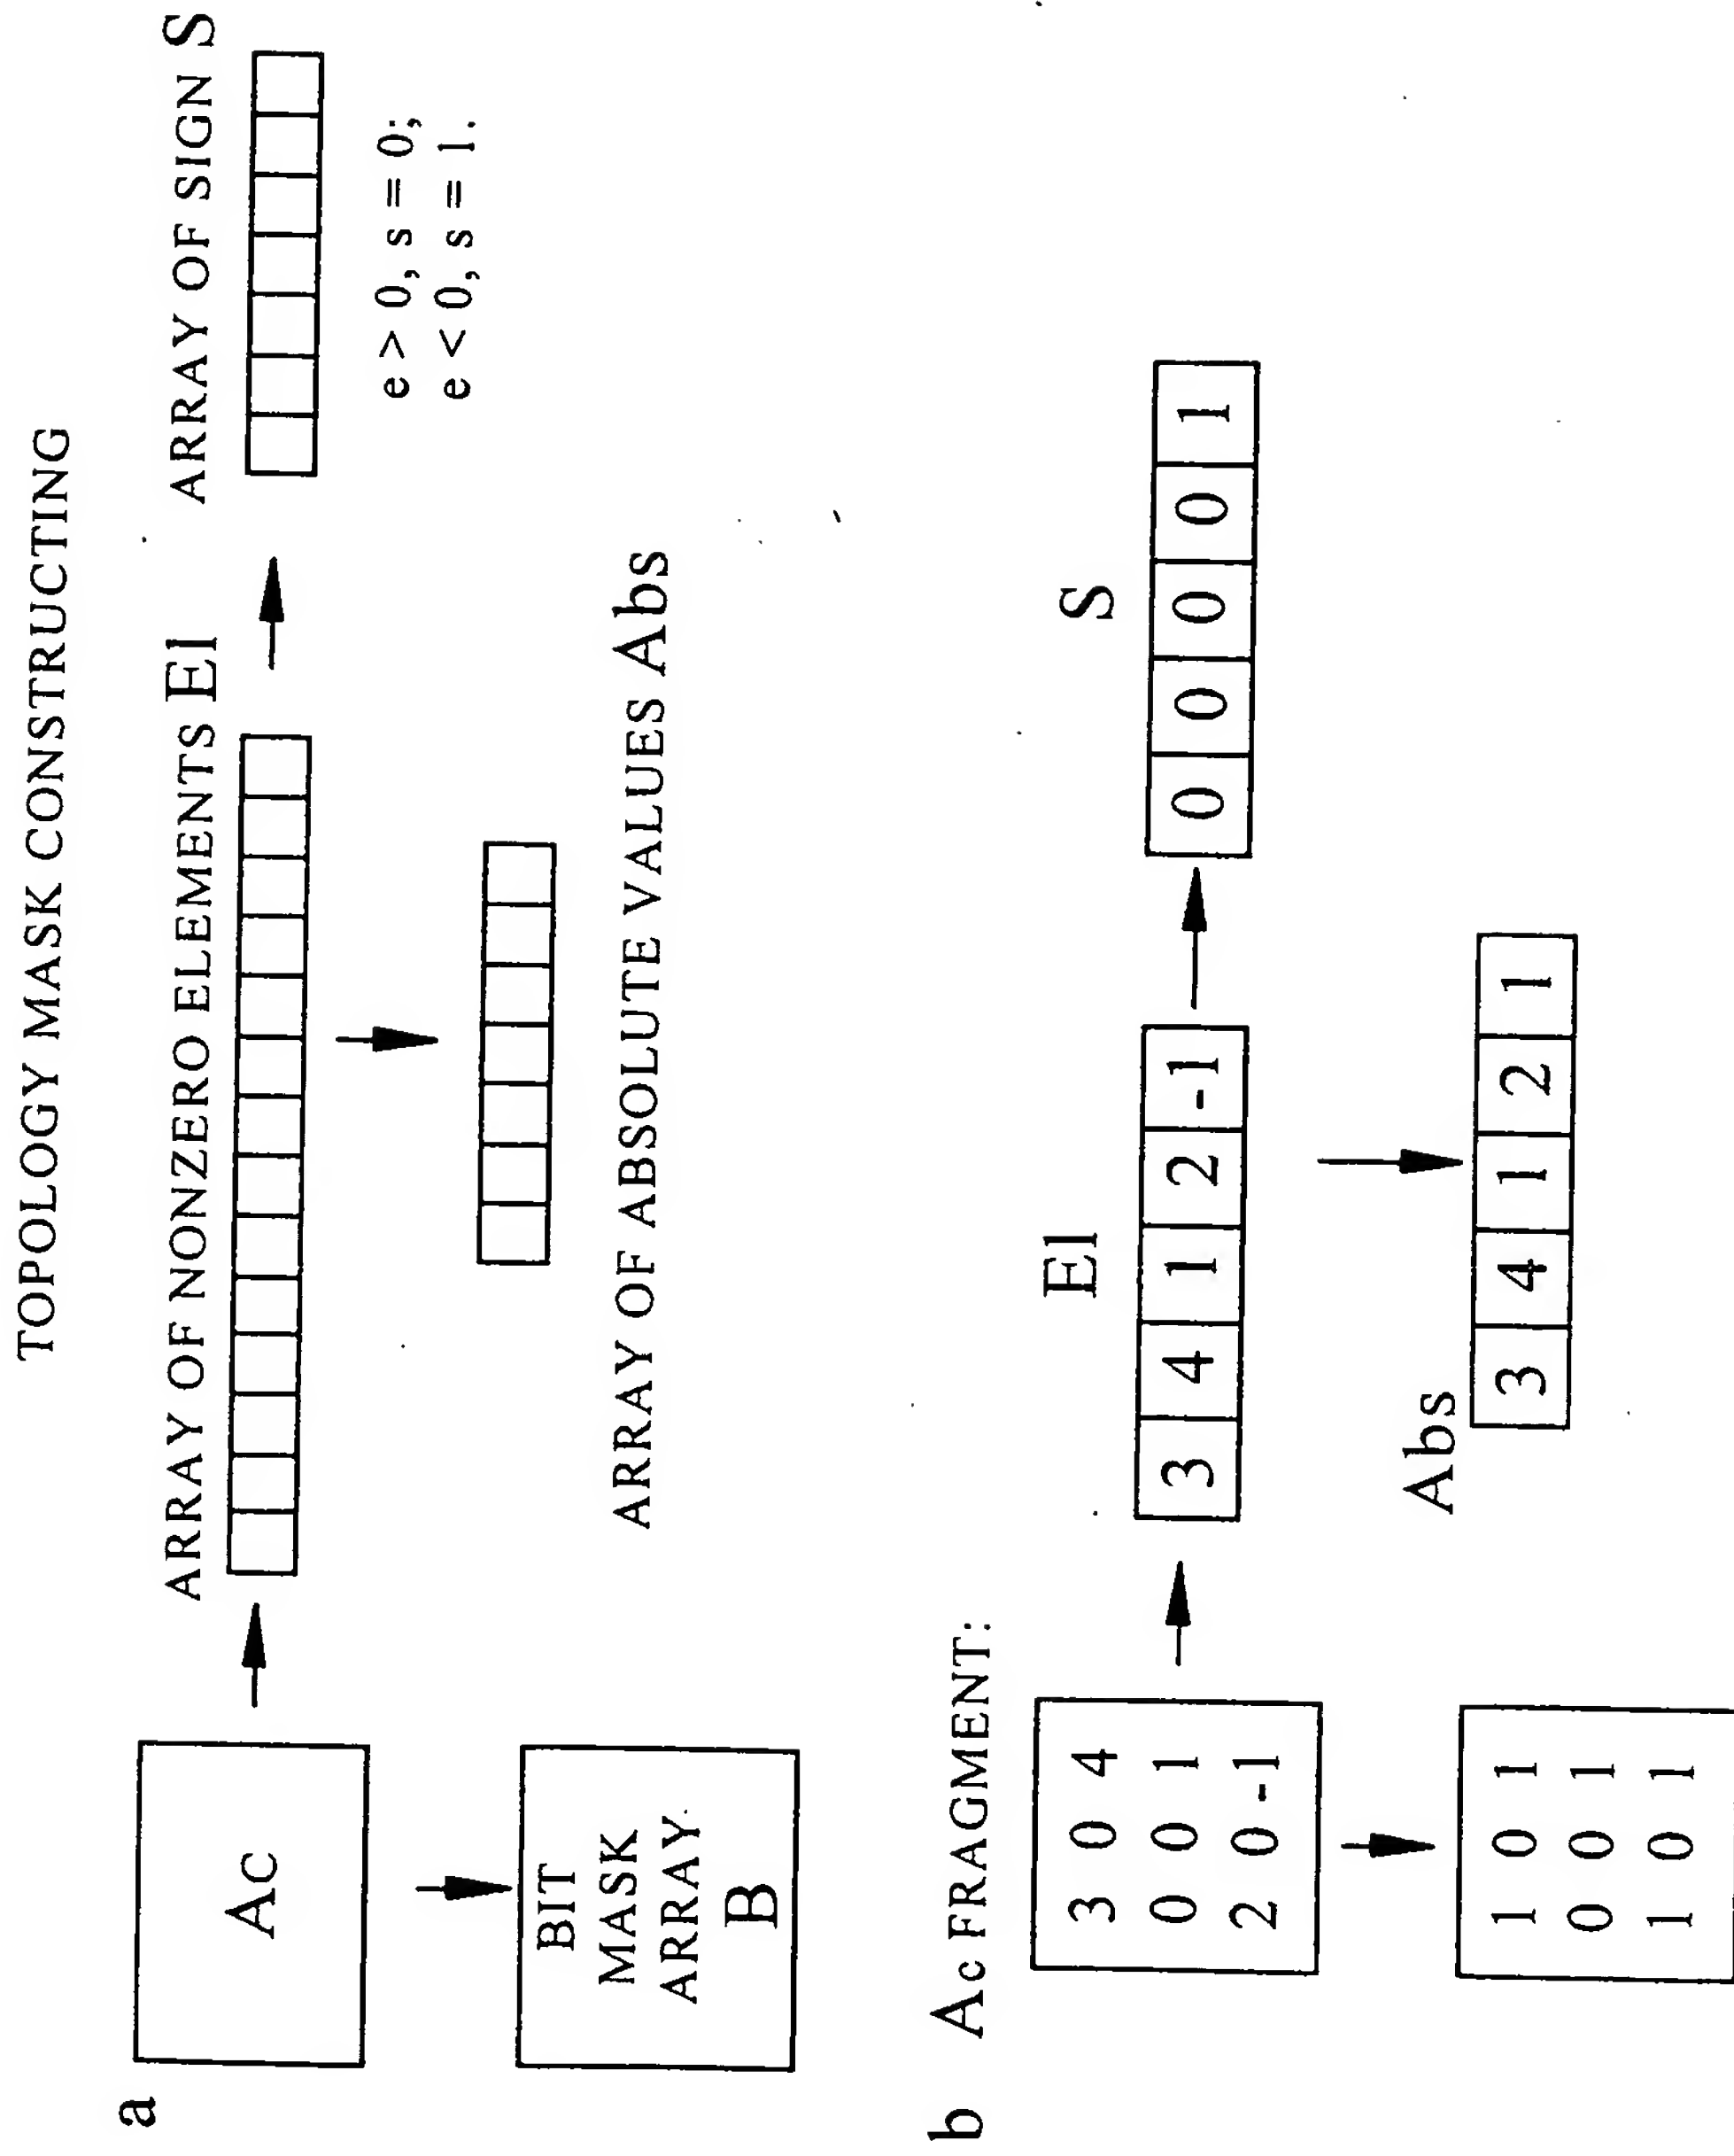 TOPOLOGY MASK CONSTRUCTING
a
ARRAY OF NONZERO ELEMENTS El
ARRAY OF SIGN S
Ac
e > 0, s = 0;
e < 0, s = 1.
BIT
MASK
ARRAY
B
ARRAY OF ABSOLUTE VALUES Abs
b Ac FRAGMENT:
3 0 4
0 0 1
2 0 -1
El
3 4 1 2 -1
S
0 0 0 0 1
Abs
3 4 1 2 1
1 0 1
0 0 1
1 0 1